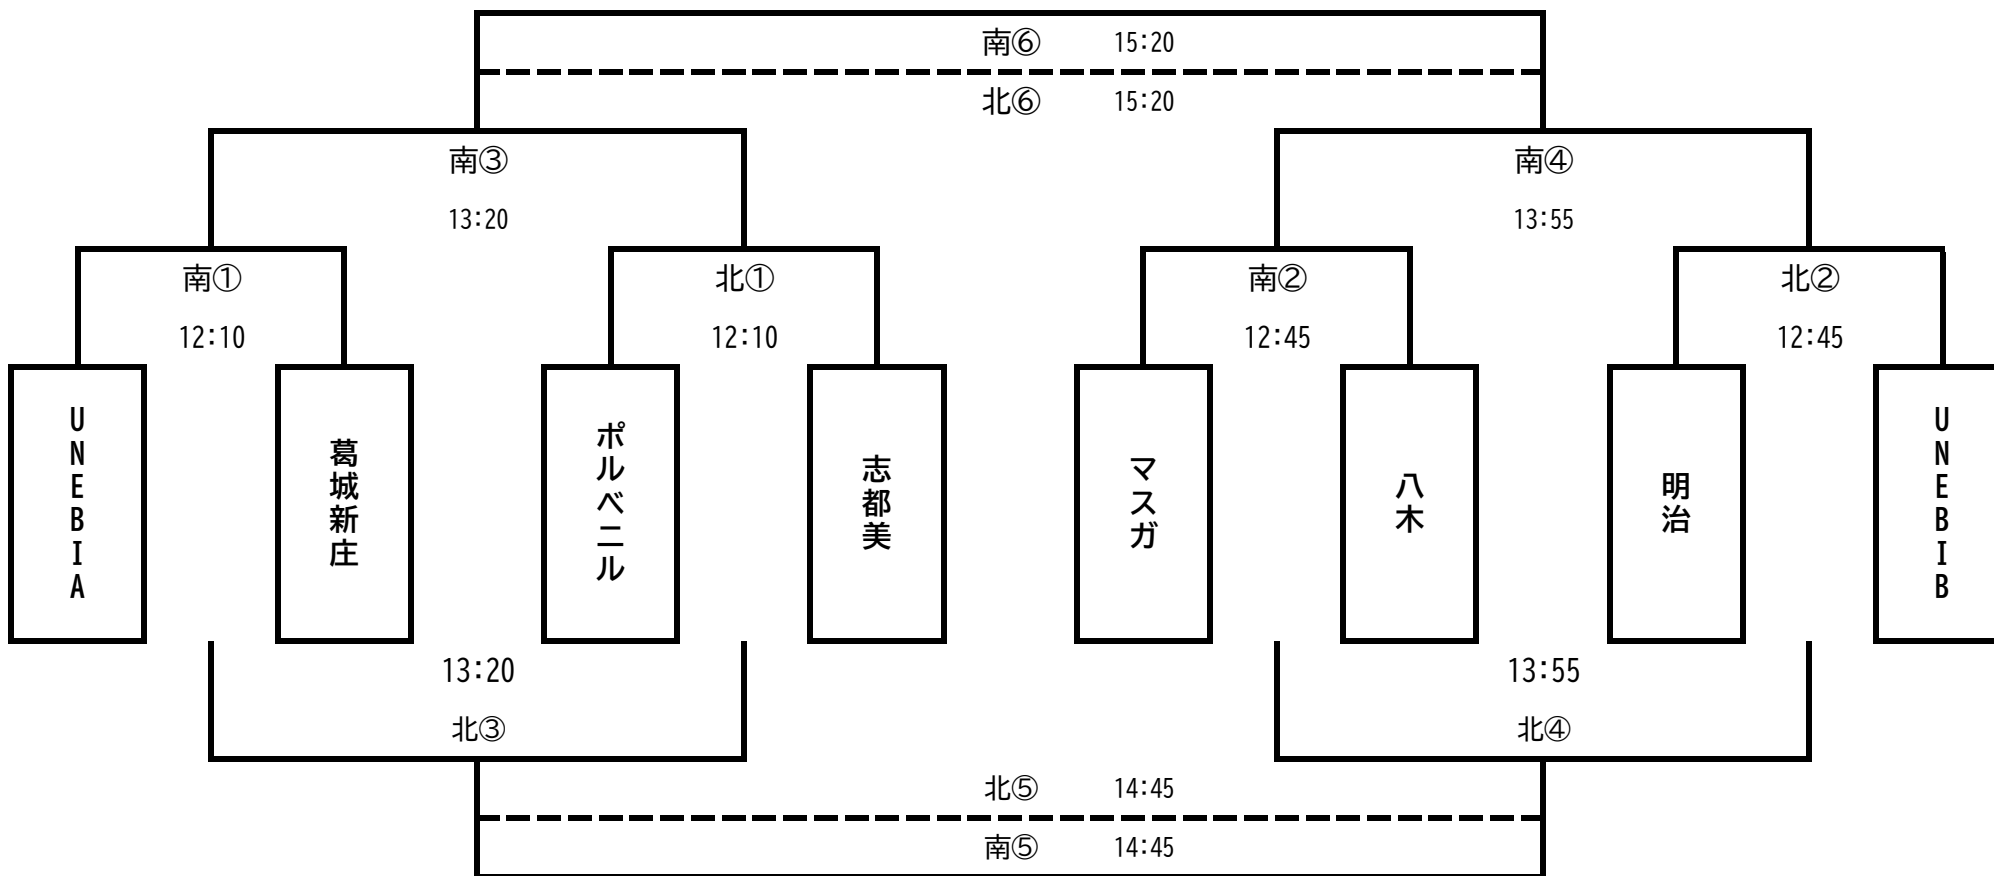 南⑥ 15:20
北⑥ 15:20
南③
南④
13:20
13:55
南①
北①
南②
北②
12:10
12:10
12:45
12:45
UNEBIA
葛城新庄
ポルベニル
志都美
マスガ
八木
明治
UNEBIB
13:20
13:55
北③
北④
北⑤ 14:45
南⑤ 14:45